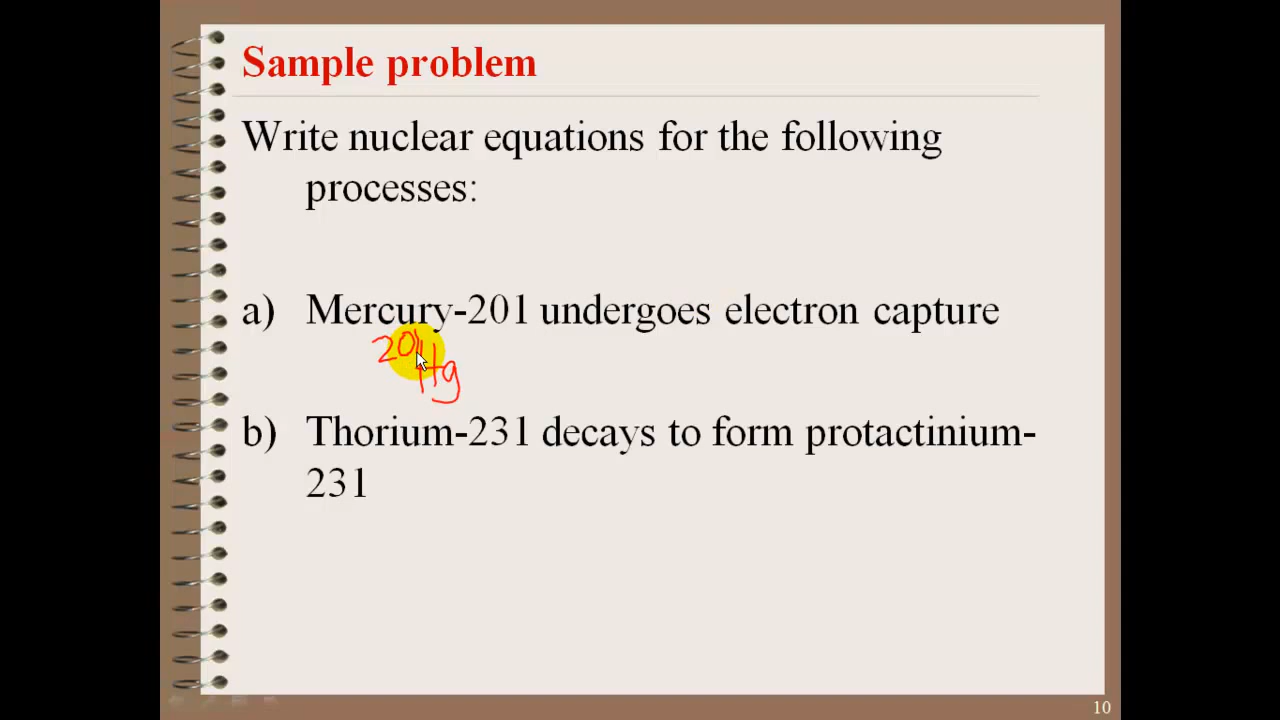 Sample problem
Write nuclear equations for the following
processes:
a) Mercury-201 undergoes electron capture
201Hg
b) Thorium-231 decays to form protactinium-
231
10